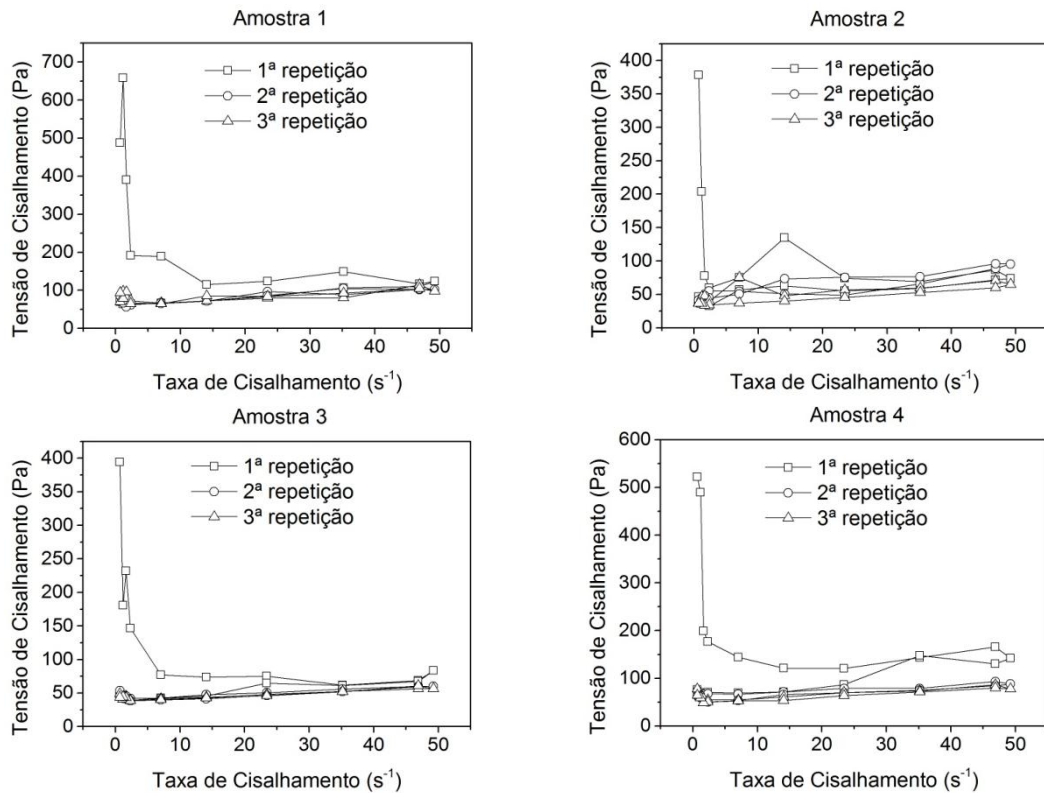 Amostra 1
Tensão de Cisalhamento (Pa)
700
600
500
400
300
200
100
0
1ª repetição
2ª repetição
3ª repetição
0 10 20 30 40 50
Taxa de Cisalhamento (s⁻¹)
Amostra 2
Tensão de Cisalhamento (Pa)
400
350
300
250
200
150
100
50
0
1ª repetição
2ª repetição
3ª repetição
0 10 20 30 40 50
Taxa de Cisalhamento (s⁻¹)
Amostra 3
Tensão de Cisalhamento (Pa)
400
350
300
250
200
150
100
50
0
1ª repetição
2ª repetição
3ª repetição
0 10 20 30 40 50
Taxa de Cisalhamento (s⁻¹)
Amostra 4
Tensão de Cisalhamento (Pa)
600
500
400
300
200
100
0
1ª repetição
2ª repetição
3ª repetição
0 10 20 30 40 50
Taxa de Cisalhamento (s⁻¹)